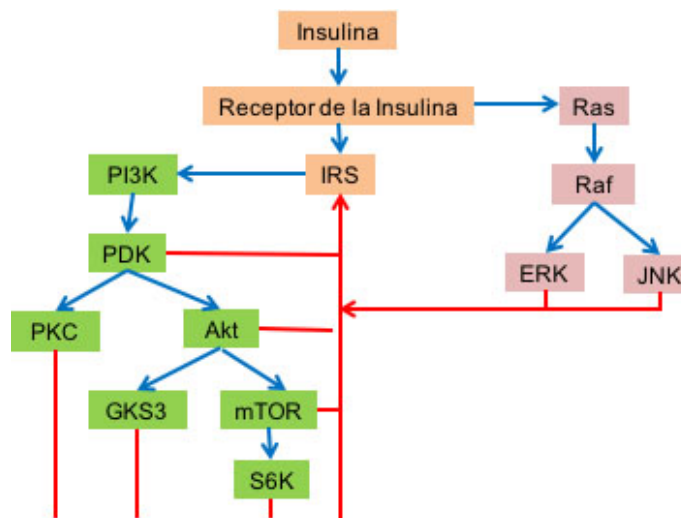 Insulina
Receptor de la Insulina
Ras
PI3K
IRS
Raf
PDK
ERK
JNK
PKC
Akt
GKS3
mTOR
S6K